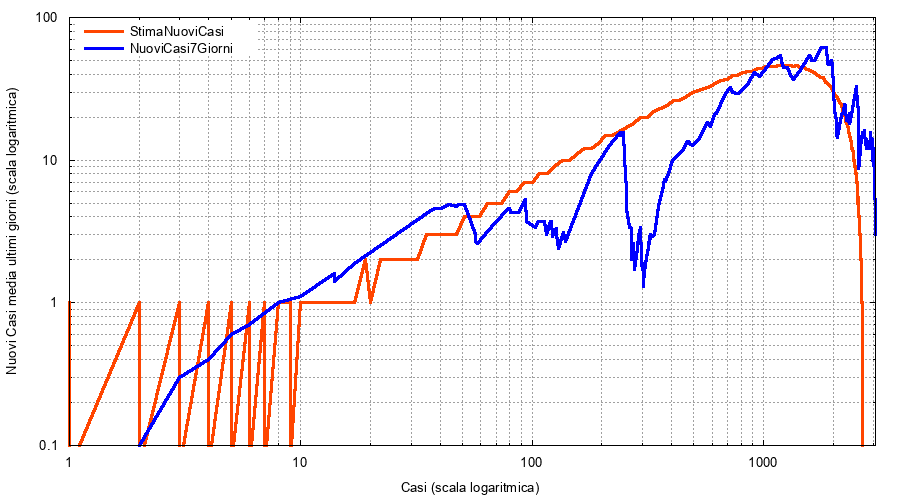 100
StimaNuoviCasi
NuoviCasi7Giorni
10
1
0.1
Nuovi Casi media ultimi giorni (scala logaritmica)
1
10
100
1000
Casi (scala logaritmica)